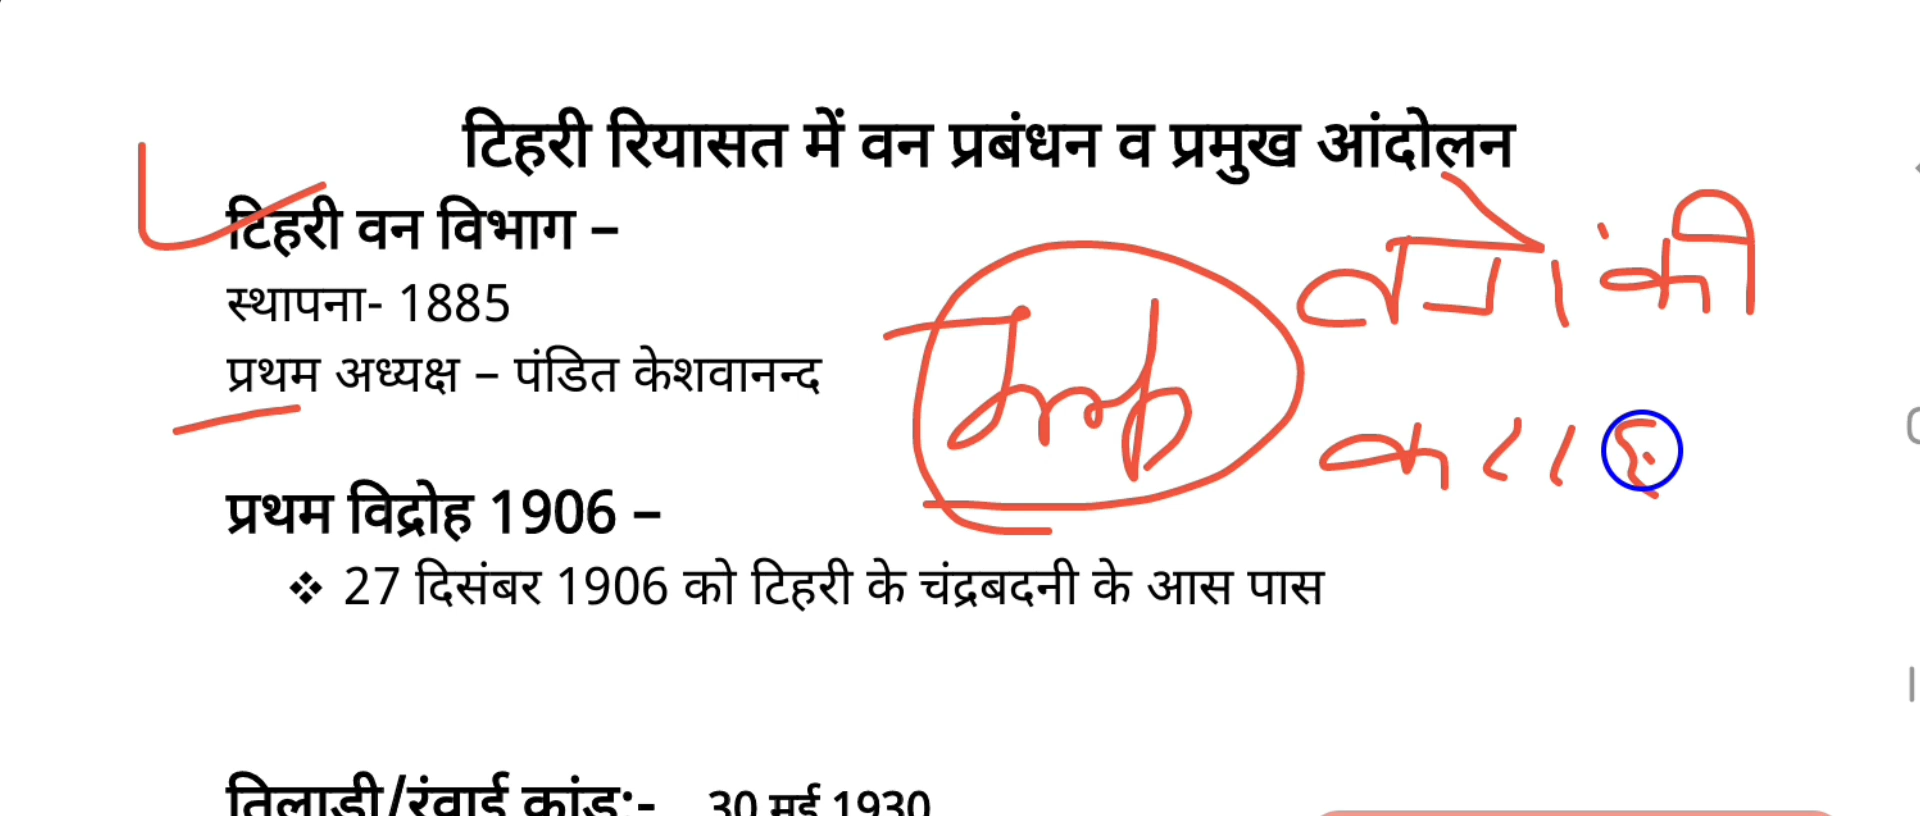 टिहरी रियासत में वन प्रबंधन व प्रमुख आंदोलन
टिहरी वन विभाग –
स्थापना- 1885
प्रथम अध्यक्ष – पंडित केशवानन्द
प्रथम विद्रोह 1906 –
❖ 27 दिसंबर 1906 को टिहरी के चंद्रबदनी के आस पास
तिलाडी/रंवाई कांड:- 30 मई 1930